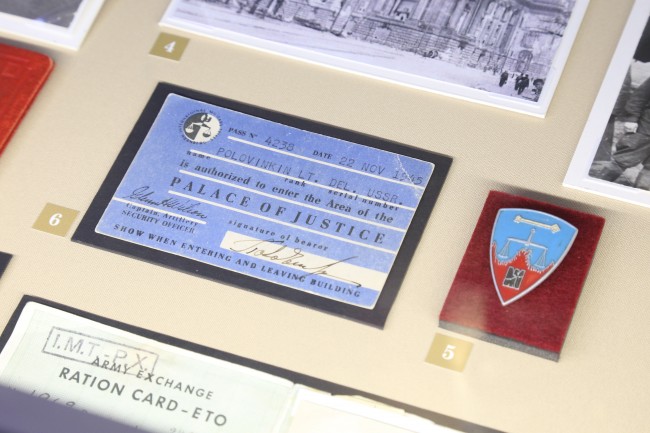 4
PASS Nº 4238 DATE 22 NOV 1945
name POLOVINKIN LT. DEL. USSR.
rank serial number
is authorized to enter the Area of the
PALACE OF JUSTICE
Captain, Artillery
SECURITY OFFICER
signature of bearer
SHOW WHEN ENTERING AND LEAVING BUILDING
6
5
I.M.T.-P.X.
ARMY EXCHANGE
RATION CARD-ETO